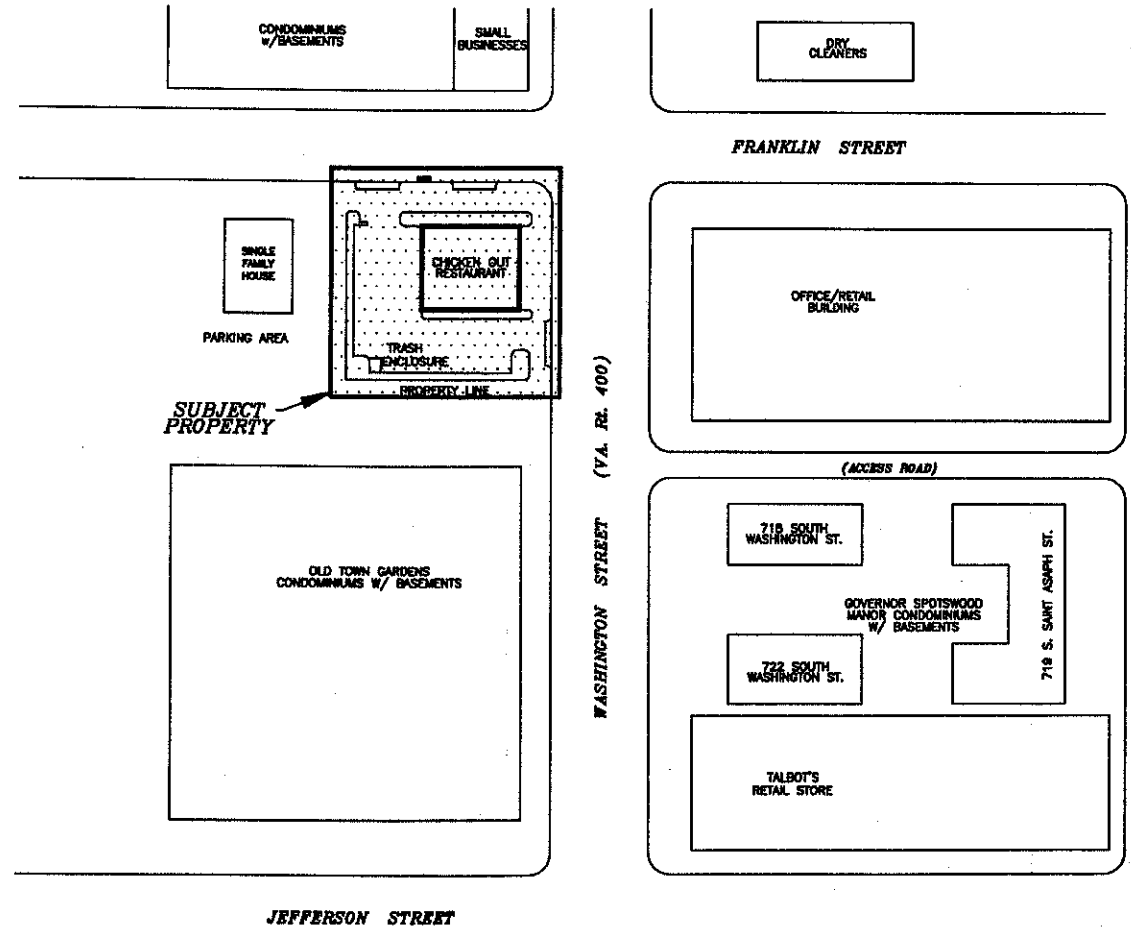 CONDOMINIUMS
w/BASEMENTS
SMALL
BUSINESSES
DRY
CLEANERS
FRANKLIN STREET
SINGLE
FAMILY
HOUSE
CHICKEN OUT
RESTAURANT
OFFICE/RETAIL
BUILDING
PARKING AREA
TRASH
ENCLOSURE
PROPERTY LINE
SUBJECT
PROPERTY
WASHINGTON STREET (VA. Rt. 400)
(ACCESS ROAD)
718 SOUTH
WASHINGTON ST.
OLD TOWN GARDENS
CONDOMINIUMS W/ BASEMENTS
GOVERNOR SPOTSWOOD
MANOR CONDOMINIUMS
W/ BASEMENTS
719 S. SAINT ASAPH ST.
722 SOUTH
WASHINGTON ST.
TALBOT'S
RETAIL STORE
JEFFERSON STREET